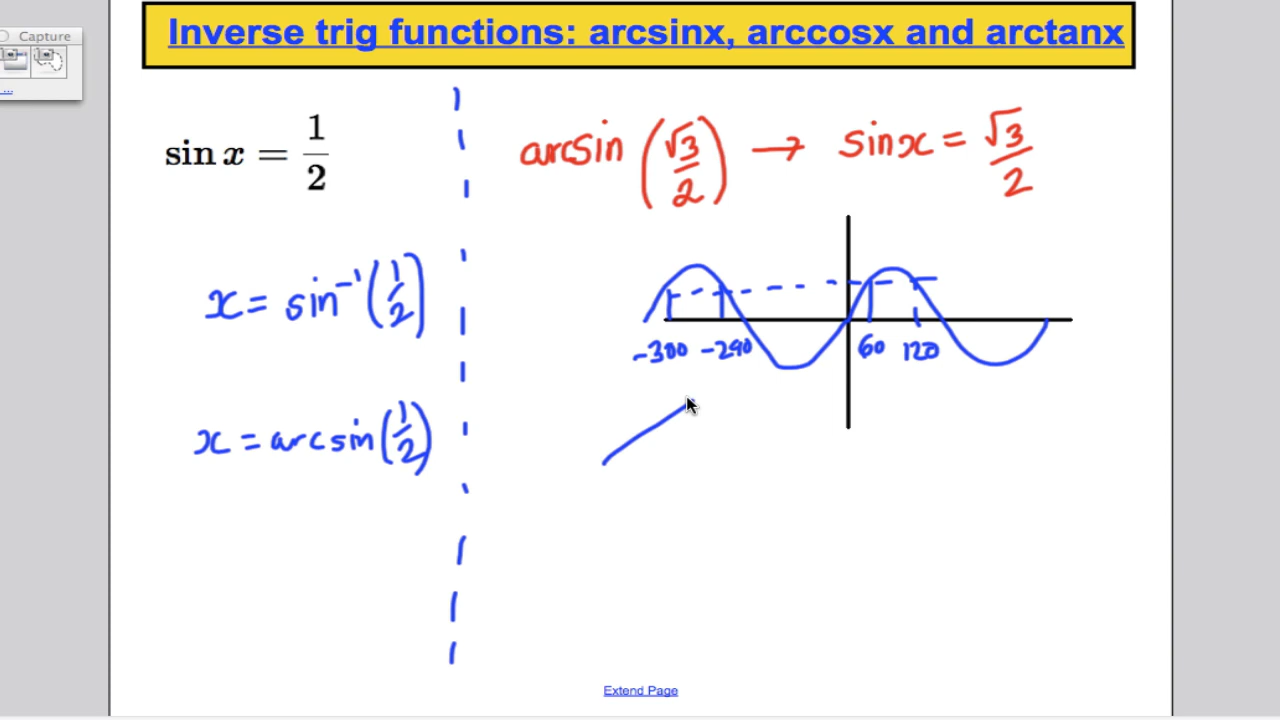 Capture
...
Inverse trig functions: arcsinx, arccosx and arctanx
sin x = 1/2
arcsin (√3/2) → sinx = √3/2
x = sin⁻¹(1/2)
-300 -240 60 120
x = arcsin(1/2)
Extend Page